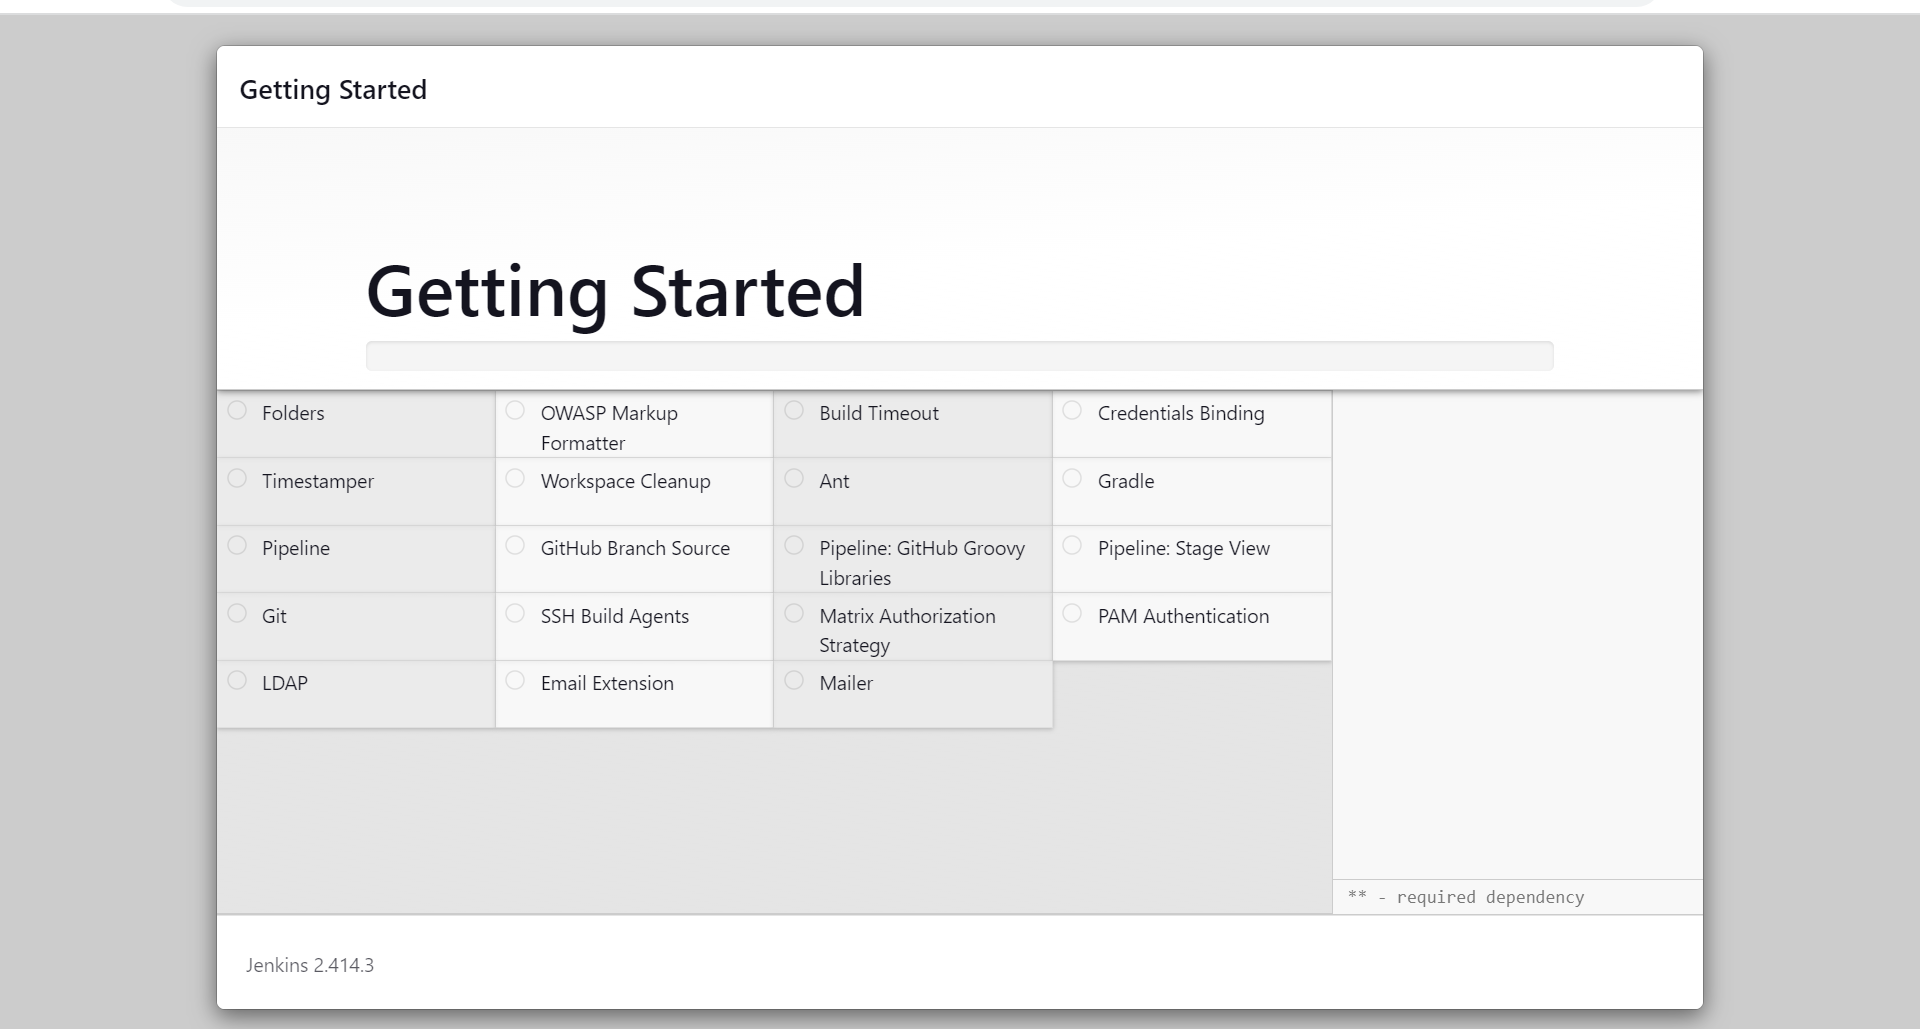 Getting Started
Getting Started
Folders
OWASP Markup
Formatter
Build Timeout
Credentials Binding
Timestamper
Workspace Cleanup
Ant
Gradle
Pipeline
GitHub Branch Source
Pipeline: GitHub Groovy
Libraries
Pipeline: Stage View
Git
SSH Build Agents
Matrix Authorization
Strategy
PAM Authentication
LDAP
Email Extension
Mailer
** - required dependency
Jenkins 2.414.3